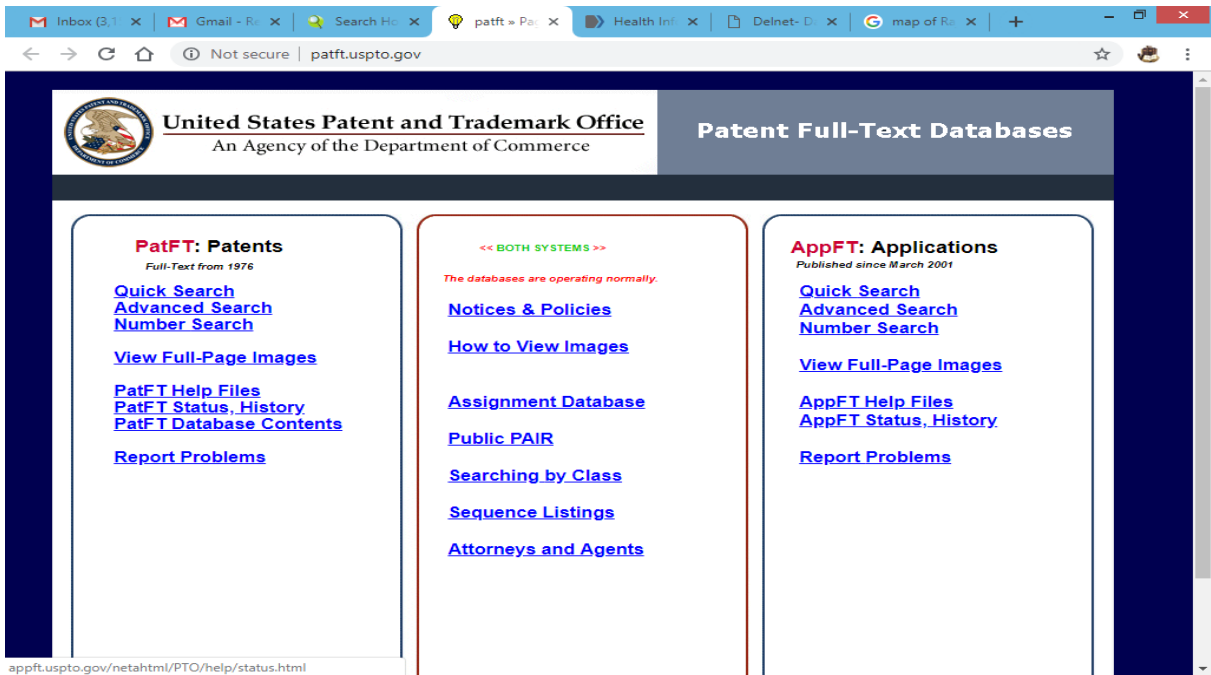 Inbox (3,1
Gmail - Re
Search Ho
patft » Pag
Health Inf
Delnet- D
map of Ra
Not secure | patft.uspto.gov
United States Patent and Trademark Office
An Agency of the Department of Commerce
Patent Full-Text Databases
PatFT: Patents
Full-Text from 1976
Quick Search
Advanced Search
Number Search
View Full-Page Images
PatFT Help Files
PatFT Status, History
PatFT Database Contents
Report Problems
<< BOTH SYSTEMS >>
The databases are operating normally.
Notices & Policies
How to View Images
Assignment Database
Public PAIR
Searching by Class
Sequence Listings
Attorneys and Agents
AppFT: Applications
Published since March 2001
Quick Search
Advanced Search
Number Search
View Full-Page Images
AppFT Help Files
AppFT Status, History
Report Problems
appft.uspto.gov/netahtml/PTO/help/status.html